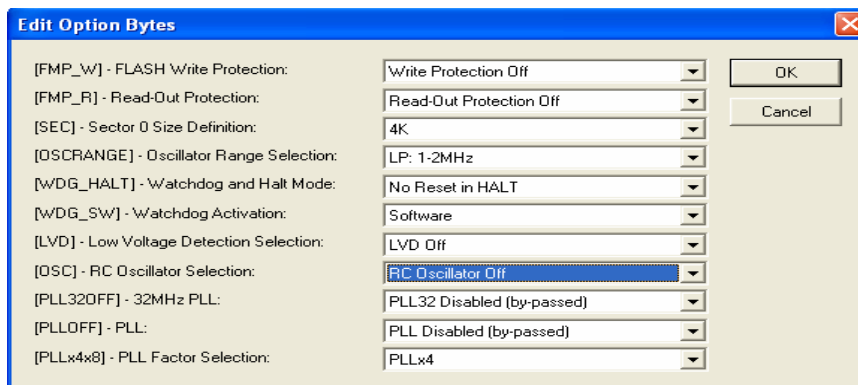 Edit Option Bytes
[FMP_W] - FLASH Write Protection: Write Protection Off OK
[FMP_R] - Read-Out Protection: Read-Out Protection Off
Cancel
[SEC] - Sector 0 Size Definition: 4K
[OSCRANGE] - Oscillator Range Selection: LP: 1-2MHz
[WDG_HALT] - Watchdog and Halt Mode: No Reset in HALT
[WDG_SW] - Watchdog Activation: Software
[LVD] - Low Voltage Detection Selection: LVD Off
[OSC] - RC Oscillator Selection: RC Oscillator Off
[PLL32OFF] - 32MHz PLL: PLL32 Disabled (by-passed)
[PLLOFF] - PLL: PLL Disabled (by-passed)
[PLLx4x8] - PLL Factor Selection: PLLx4